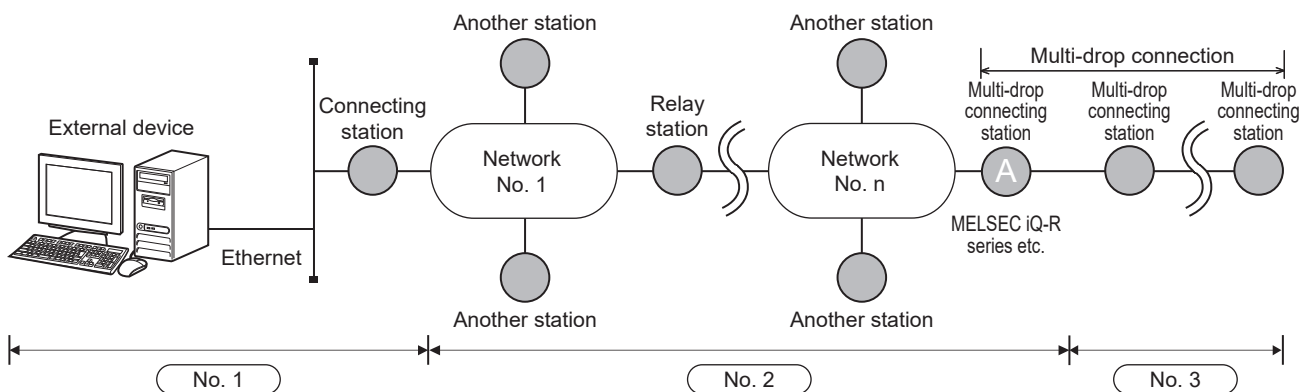 Another station
Another station
Multi-drop connection
Connecting
station
Relay
station
Multi-drop
connecting
station
Multi-drop
connecting
station
Multi-drop
connecting
station
External device
Network
No. 1
Network
No. n
A
MELSEC iQ-R
series etc.
Ethernet
Another station
Another station
No. 1
No. 2
No. 3